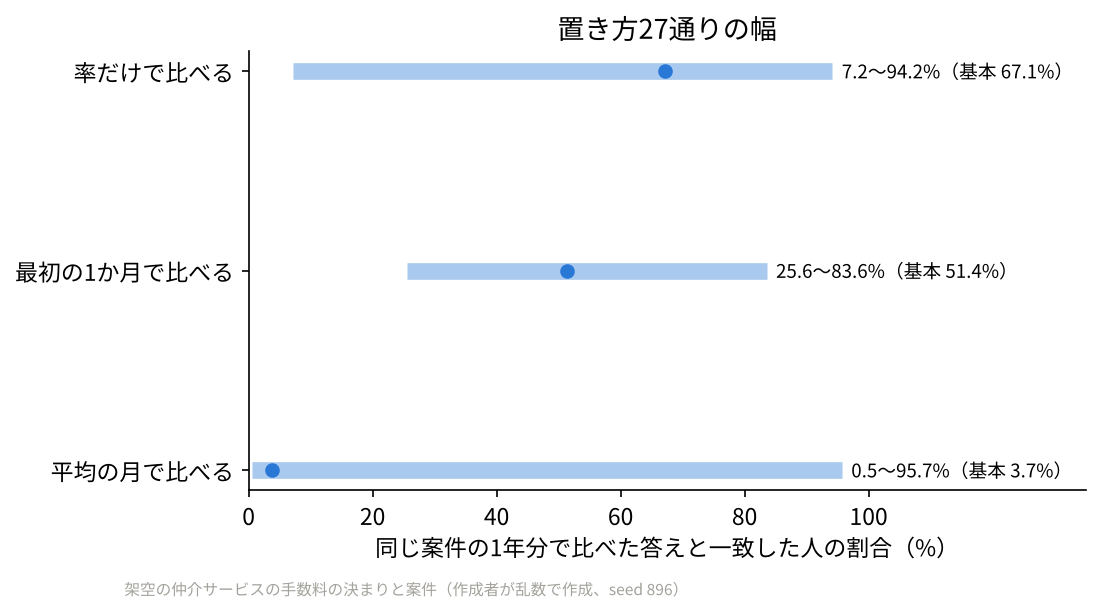 置き方27通りの幅
率だけで比べる
7.2〜94.2%（基本 67.1%）
最初の1か月で比べる
25.6〜83.6%（基本 51.4%）
平均の月で比べる
0.5〜95.7%（基本 3.7%）
0 20 40 60 80 100
同じ案件の1年分で比べた答えと一致した人の割合（%）
架空の仲介サービスの手数料の決まりと案件（作成者が乱数で作成、seed 896）